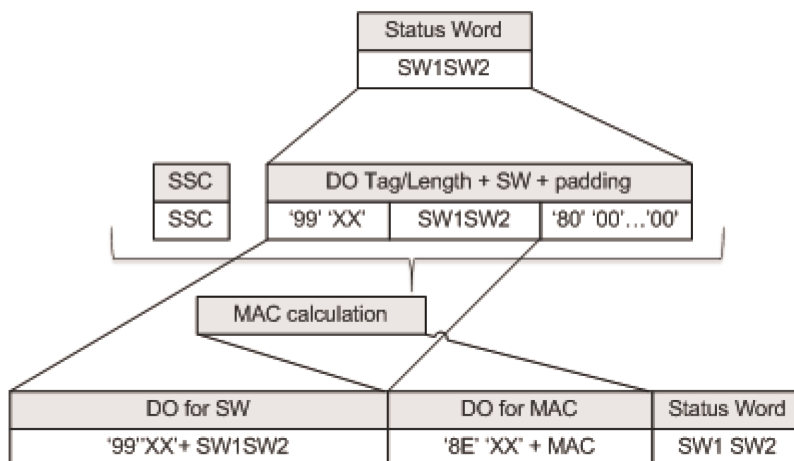 Status Word
SW1SW2
SSC DO Tag/Length + SW + padding
SSC '99' 'XX' SW1SW2 '80' '00'...'00'
MAC calculation
DO for SW DO for MAC Status Word
'99''XX'+ SW1SW2 '8E' 'XX' + MAC SW1 SW2